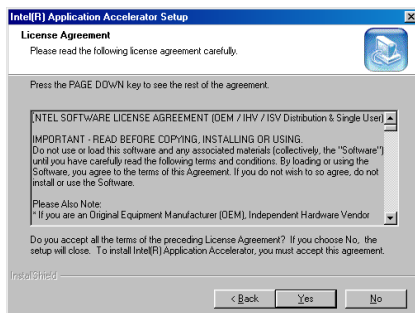 Intel(R) Application Accelerator Setup
License Agreement
Please read the following license agreement carefully.
Press the PAGE DOWN key to see the rest of the agreement.
INTEL SOFTWARE LICENSE AGREEMENT (OEM / IHV / ISV Distribution & Single User)
IMPORTANT - READ BEFORE COPYING, INSTALLING OR USING.
Do not use or load this software and any associated materials (collectively, the "Software")
until you have carefully read the following terms and conditions. By loading or using the
Software, you agree to the terms of this Agreement. If you do not wish to so agree, do not
install or use the Software.
Please Also Note:
* If you are an Original Equipment Manufacturer (OEM), Independent Hardware Vendor
Do you accept all the terms of the preceding License Agreement? If you choose No, the
setup will close. To install Intel(R) Application Accelerator, you must accept this agreement.
InstallShield
< Back
Yes
No